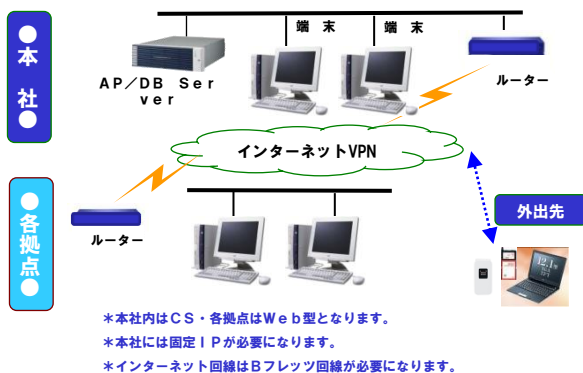 ●本社●
端 末
端 末
AP/DB Ser
ver
ルーター
インターネットVPN
●各拠点●
ルーター
外出先
12.1型
*本社内はCS・各拠点はWeb型となります。
*本社には固定IPが必要になります。
*インターネット回線はBフレッツ回線が必要になります。